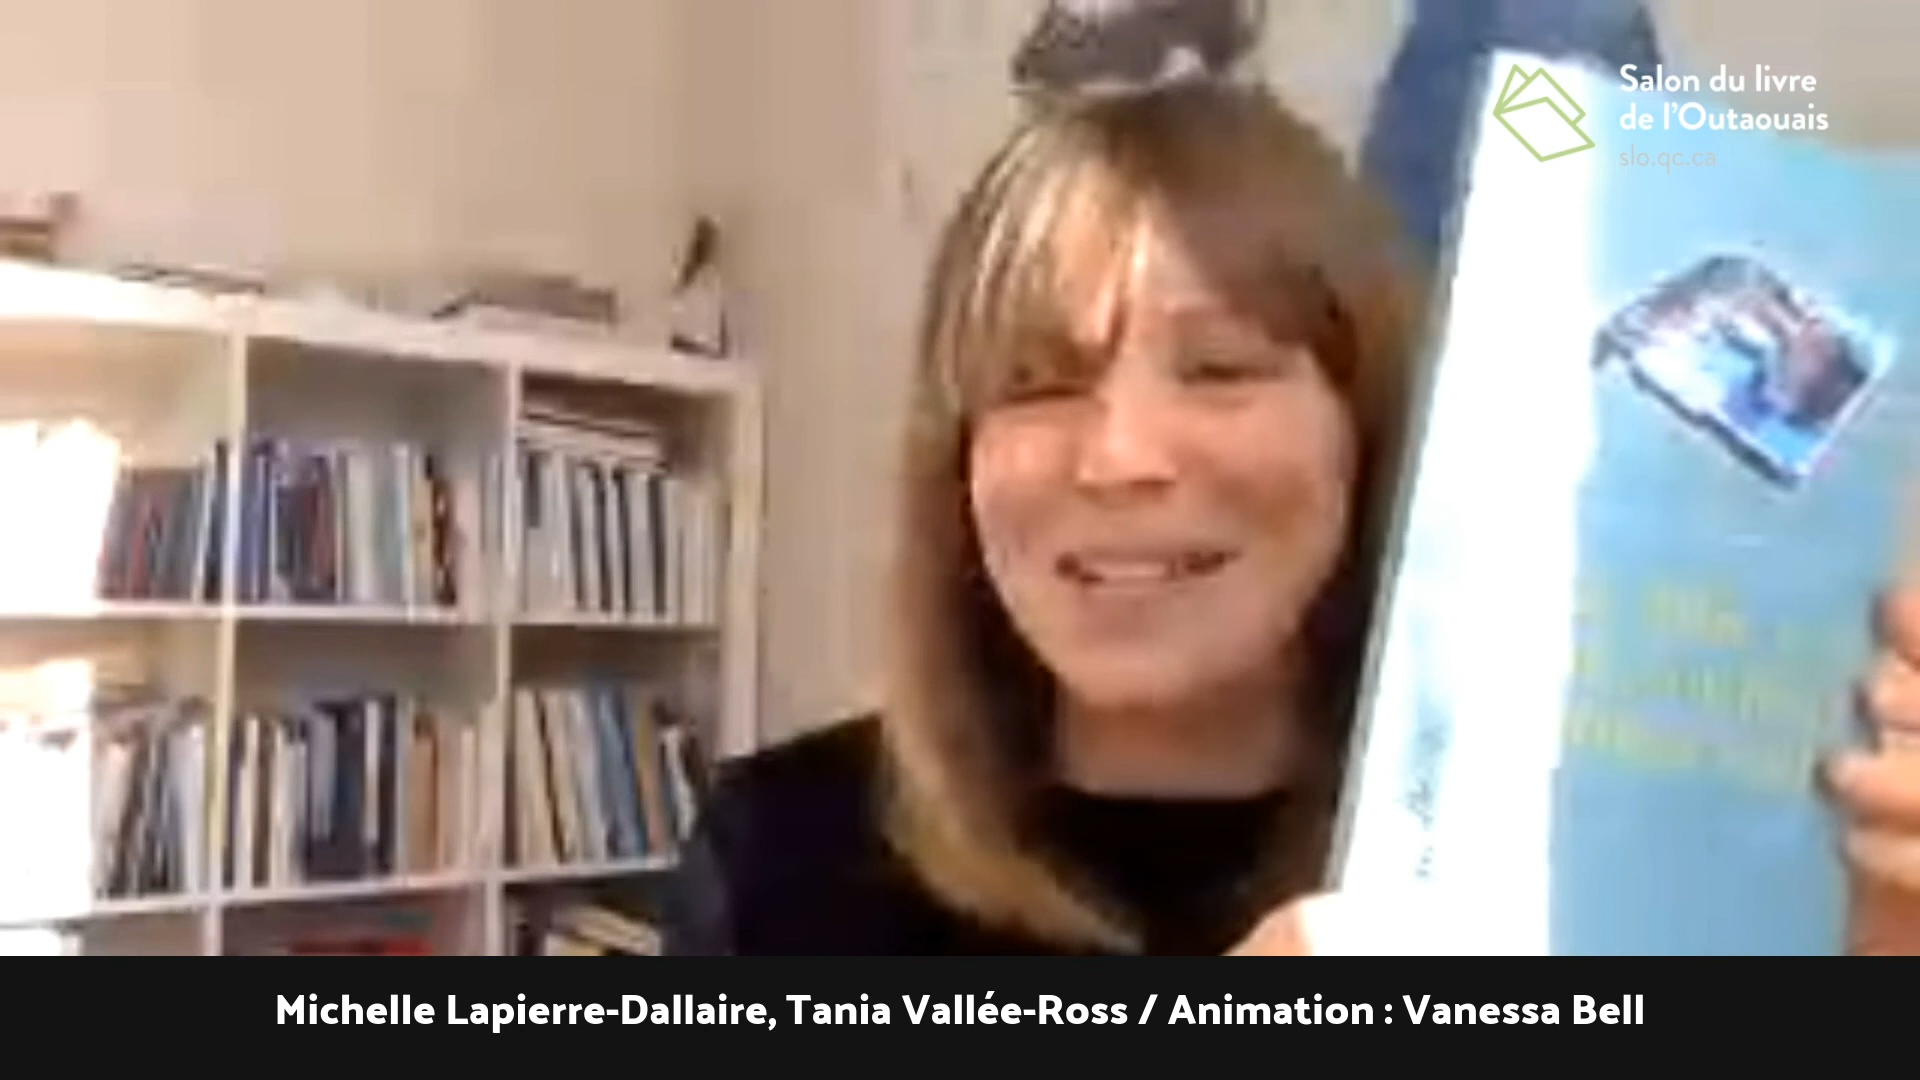 Salon du livre
de l'Outaouais
slo.qc.ca
Michelle Lapierre-Dallaire, Tania Vallée-Ross / Animation : Vanessa Bell